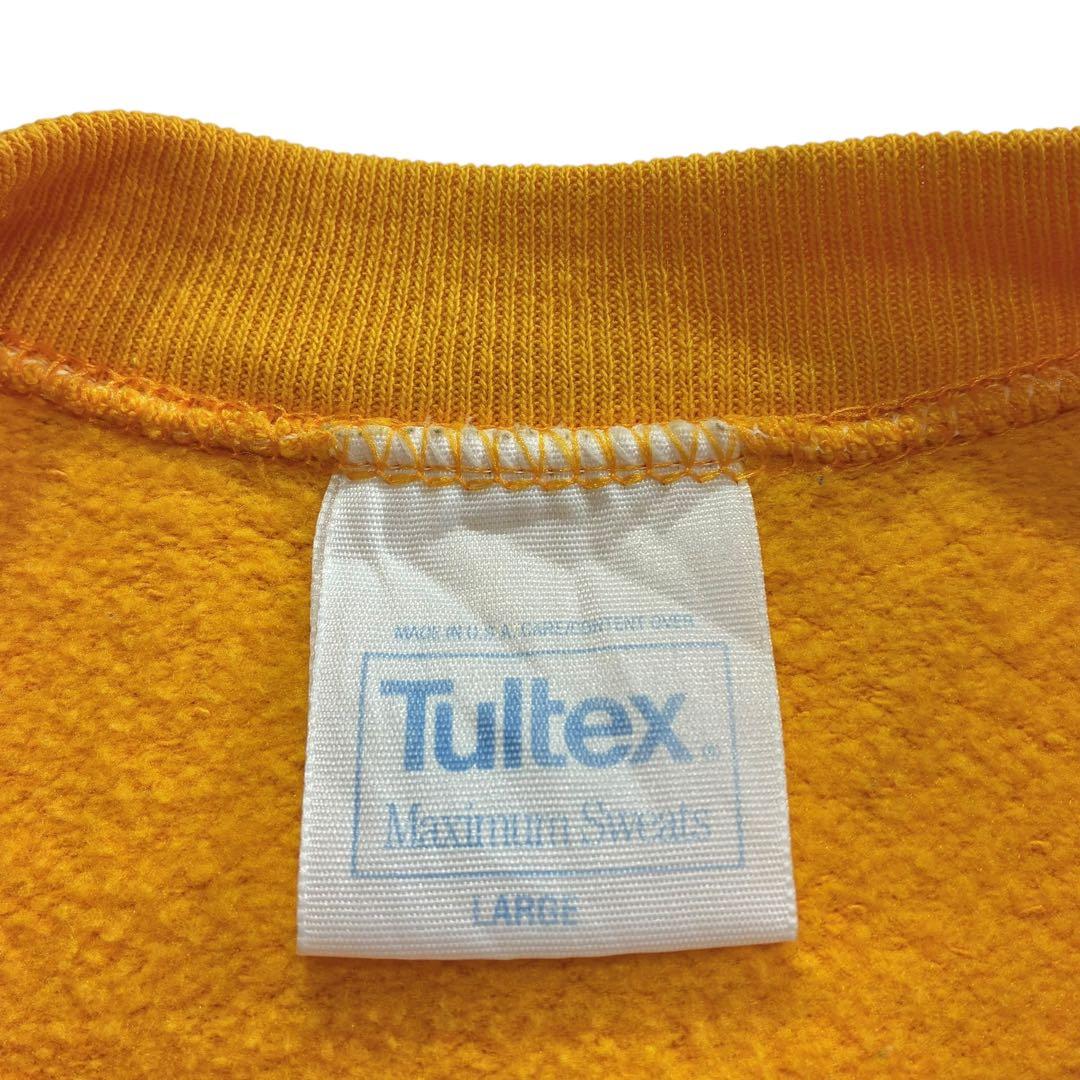 MADE IN U.S.A. CARE/CONTENT OVER
Tultex®
Maximum Sweats
LARGE